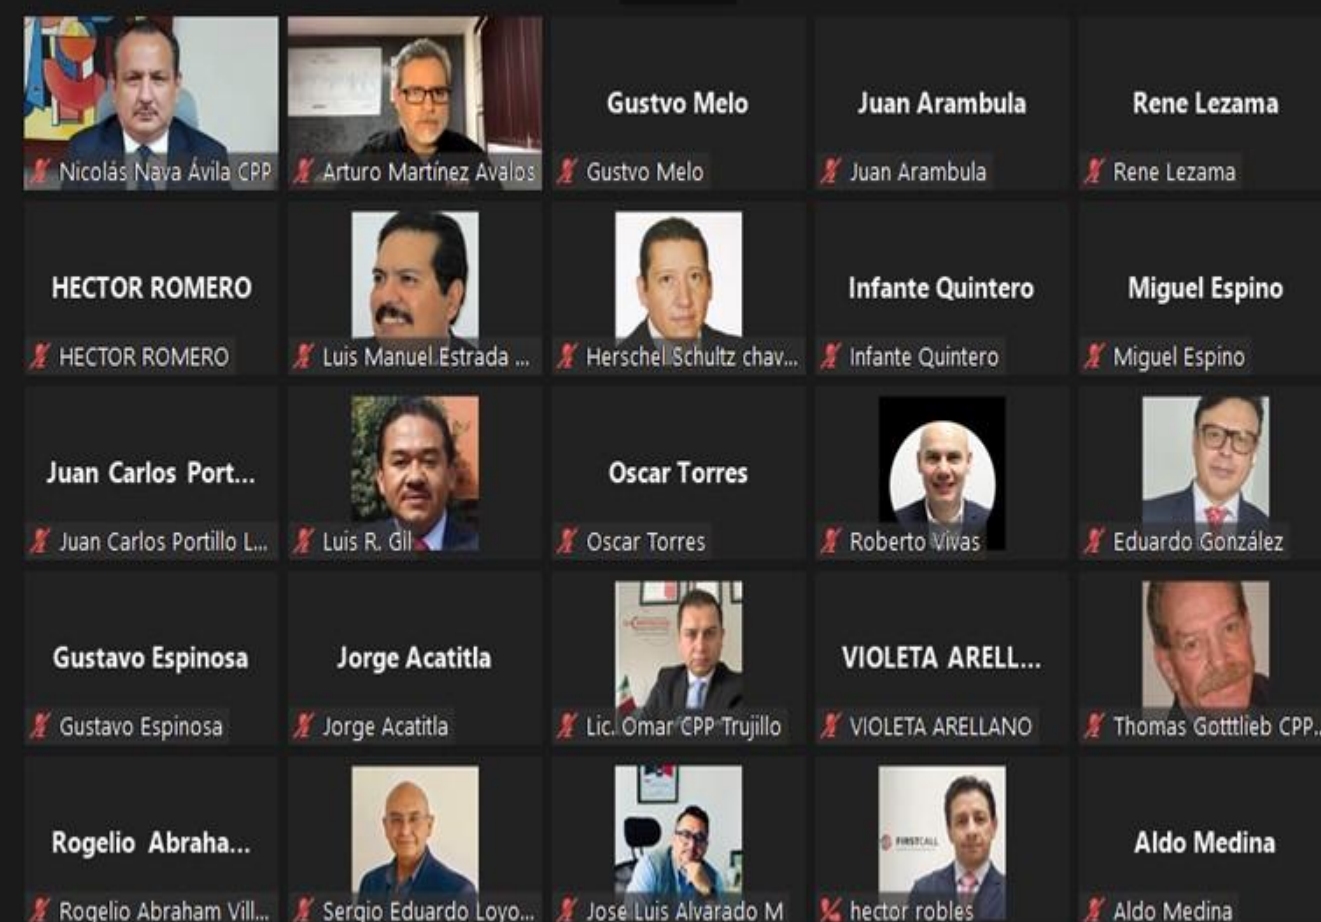 Nicolás Nava Ávila CPP
Arturo Martínez Avalos
Gustvo Melo
Gustvo Melo
Juan Arambula
Juan Arambula
Rene Lezama
Rene Lezama
HECTOR ROMERO
HECTOR ROMERO
Luis Manuel Estrada ...
Herschel Schultz chav...
Infante Quintero
Infante Quintero
Miguel Espino
Miguel Espino
Juan Carlos Port...
Juan Carlos Portillo L...
Luis R. Gil
Oscar Torres
Oscar Torres
Roberto Vivas
Eduardo González
Gustavo Espinosa
Gustavo Espinosa
Jorge Acatitla
Jorge Acatitla
Lic. Omar CPP Trujillo
VIOLETA ARELL...
VIOLETA ARELLANO
Thomas Gotttlieb CPP...
Rogelio Abraha...
Rogelio Abraham Vill...
Sergio Eduardo Loyo...
José Luis Alvarado M
FIRSTCALL
hector robles
Aldo Medina
Aldo Medina